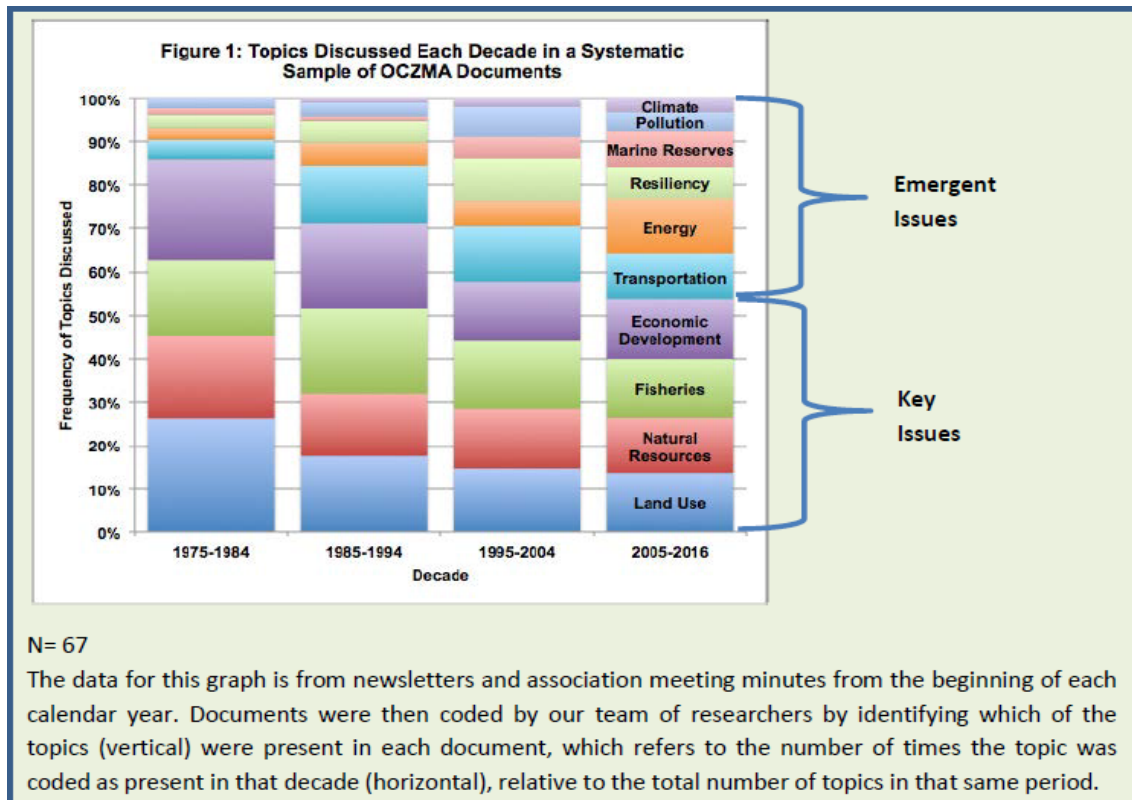 Figure 1: Topics Discussed Each Decade in a Systematic
Sample of OCZMA Documents
Frequency of Topics Discussed
100%
90%
80%
70%
60%
50%
40%
30%
20%
10%
0%
Climate
Pollution
Marine Reserves
Resiliency
Energy
Transportation
Economic
Development
Fisheries
Natural
Resources
Land Use
1975-1984
1985-1994
1995-2004
2005-2016
Decade
Emergent
Issues
Key
Issues
N= 67
The data for this graph is from newsletters and association meeting minutes from the beginning of each
calendar year. Documents were then coded by our team of researchers by identifying which of the
topics (vertical) were present in each document, which refers to the number of times the topic was
coded as present in that decade (horizontal), relative to the total number of topics in that same period.